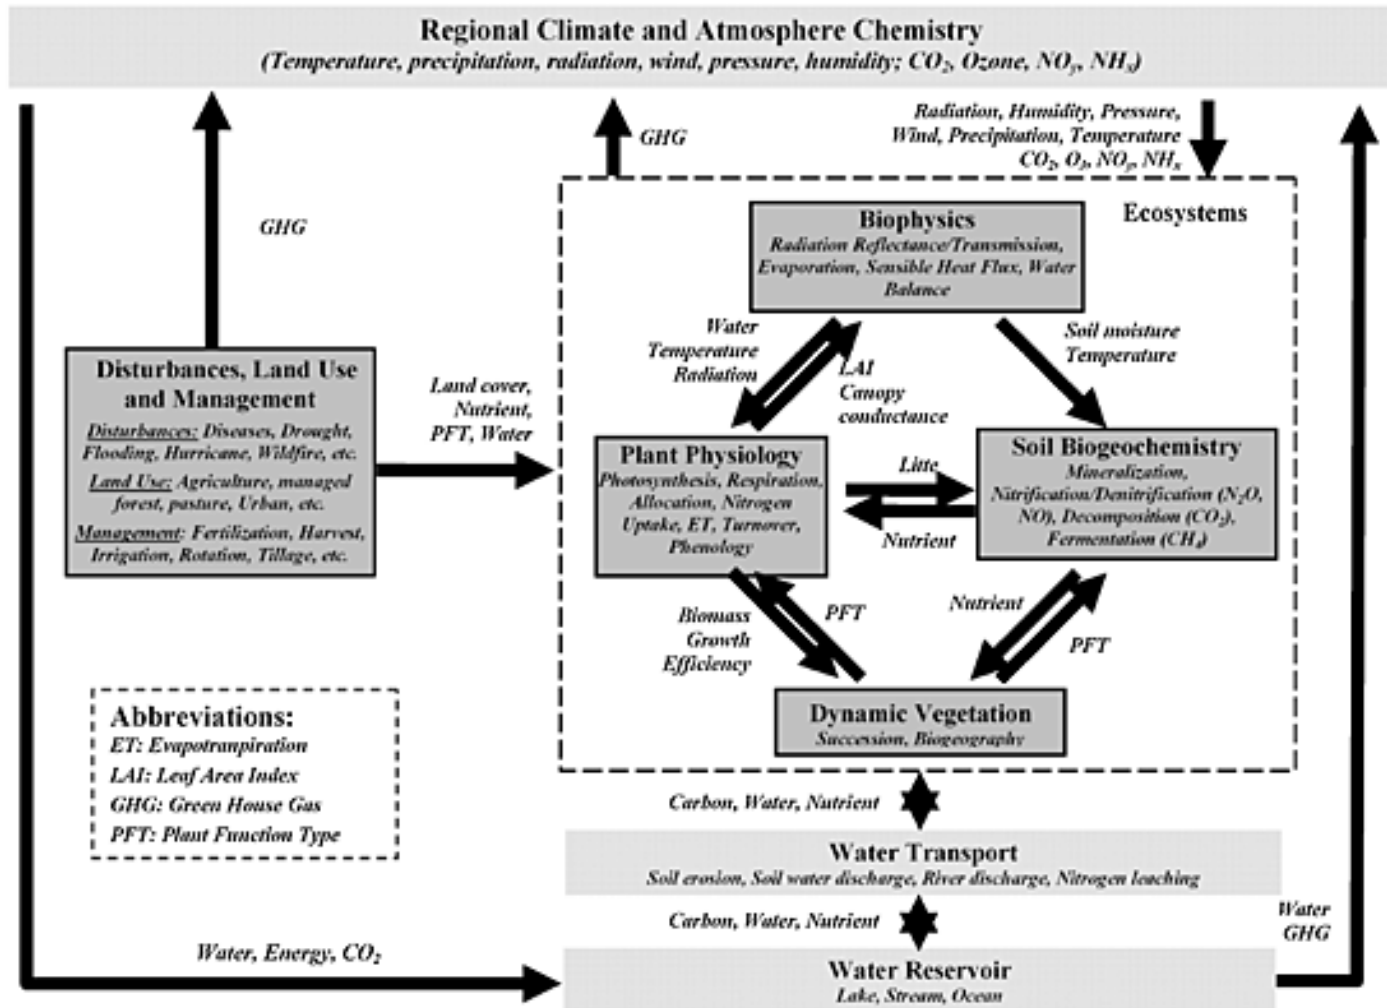 Regional Climate and Atmosphere Chemistry
(Temperature, precipitation, radiation, wind, pressure, humidity; CO₂, Ozone, NOᵧ, NHₓ)
GHG
GHG
Radiation, Humidity, Pressure,
Wind, Precipitation, Temperature
CO₂, O₃, NOᵧ, NHₓ
Ecosystems
Biophysics
Radiation Reflectance/Transmission,
Evaporation, Sensible Heat Flux, Water
Balance
Water
Temperature
Radiation
LAI
Canopy
conductance
Soil moisture
Temperature
Disturbances, Land Use
and Management
Disturbances: Diseases, Drought,
Flooding, Hurricane, Wildfire, etc.
Land Use: Agriculture, managed
forest, pasture, Urban, etc.
Management: Fertilization, Harvest,
Irrigation, Rotation, Tillage, etc.
Land cover,
Nutrient,
PFT, Water
Plant Physiology
Photosynthesis, Respiration,
Allocation, Nitrogen
Uptake, ET, Turnover,
Phenology
Litte
Nutrient
Soil Biogeochemistry
Mineralization,
Nitrification/Denitrification (N₂O,
NO), Decomposition (CO₂),
Fermentation (CH₄)
Biomass
Growth
Efficiency
PFT
Nutrient
PFT
Dynamic Vegetation
Succession, Biogeography
Abbreviations:
ET: Evapotranpiration
LAI: Leaf Area Index
GHG: Green House Gas
PFT: Plant Function Type
Carbon, Water, Nutrient
Water Transport
Soil erosion, Soil water discharge, River discharge, Nitrogen leaching
Carbon, Water, Nutrient
Water
GHG
Water, Energy, CO₂
Water Reservoir
Lake, Stream, Ocean